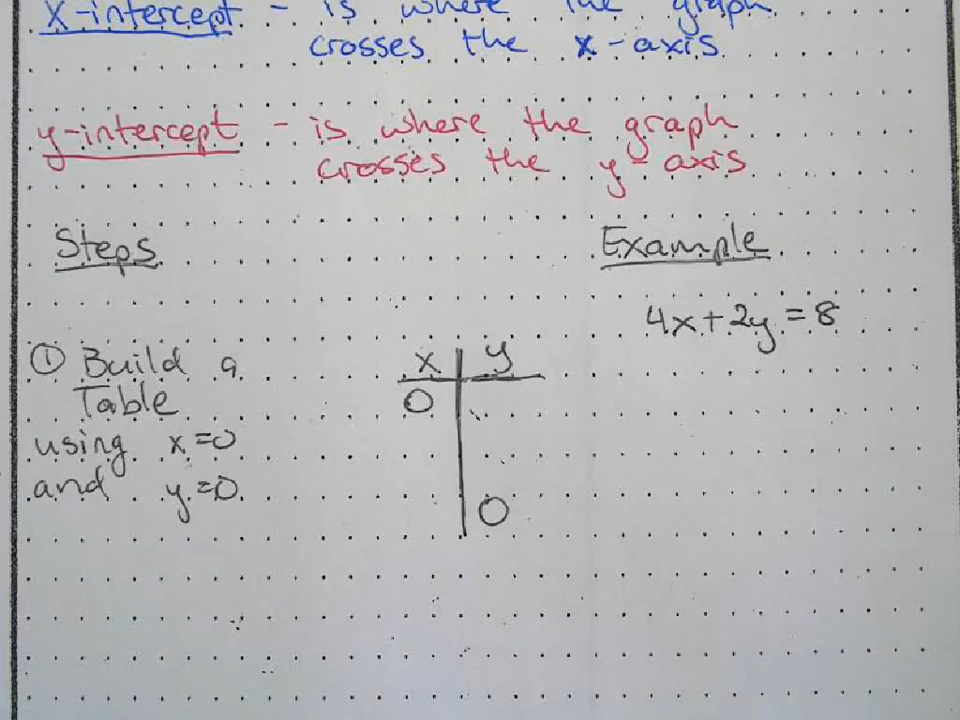 x-intercept - is where the graph
crosses the x-axis
y-intercept - is where the graph
crosses the y-axis
Steps
Example
4x+2y=8
① Build a
Table
using x=0
and y=0
x y
0
0